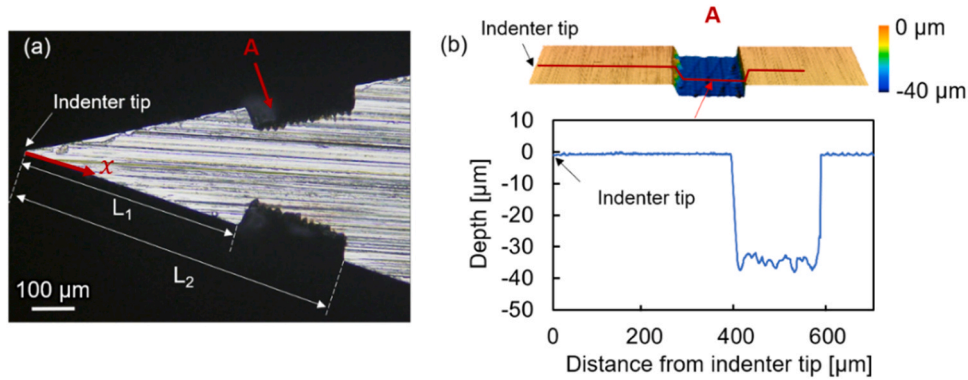 (a)
A
Indenter tip
x
L1
L2
100 μm
(b)
A
Indenter tip
0 μm
-40 μm
10
0
-10
-20
-30
-40
-50
Depth [μm]
Indenter tip
0
200
400
600
Distance from indenter tip [μm]